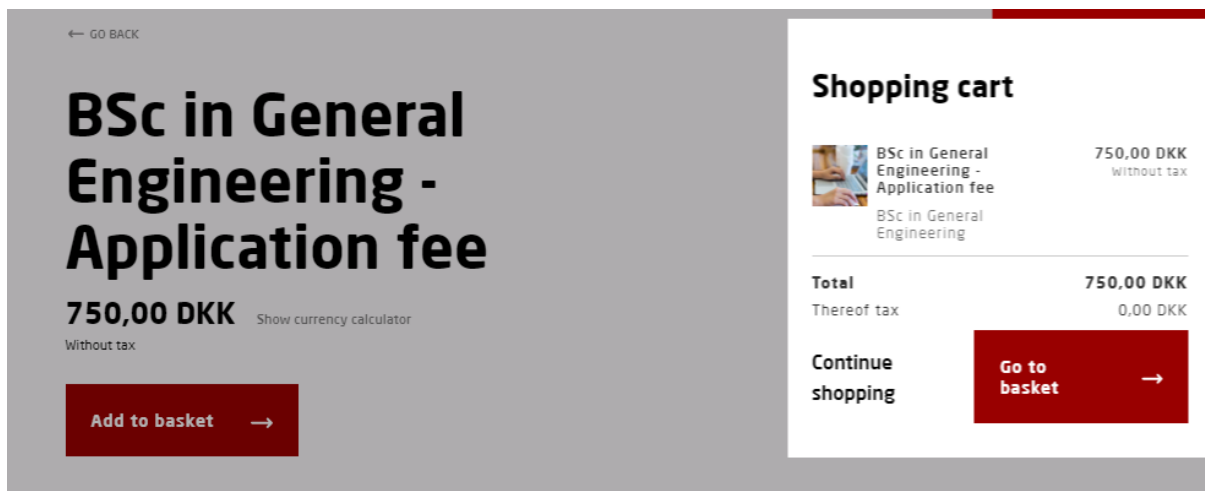 ← GO BACK
BSc in General
Engineering -
Application fee
750,00 DKK Show currency calculator
Without tax
Add to basket →
Shopping cart
BSc in General
Engineering -
Application fee
750,00 DKK
Without tax
BSc in General
Engineering
Total 750,00 DKK
Thereof tax 0,00 DKK
Continue
shopping
Go to
basket →